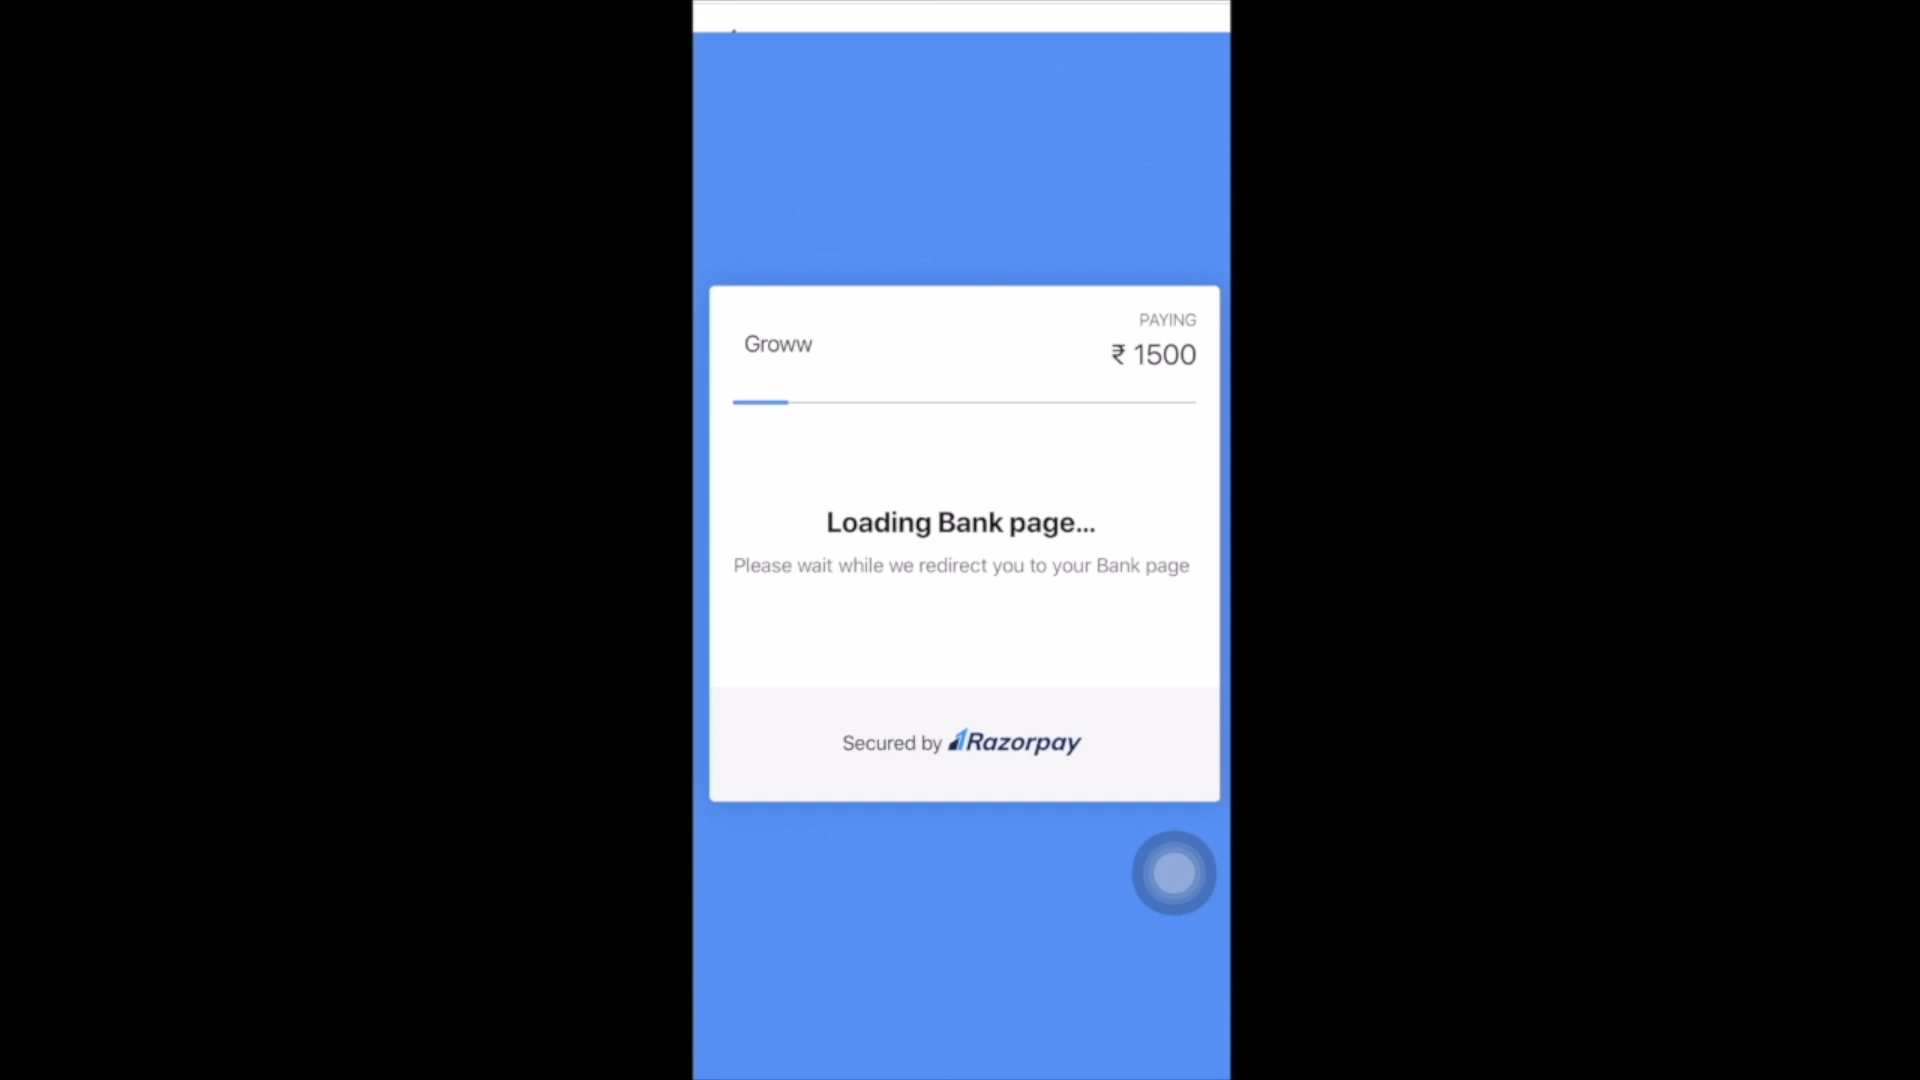 PAYING
Groww
₹ 1500
Loading Bank page...
Please wait while we redirect you to your Bank page
Secured by Razorpay